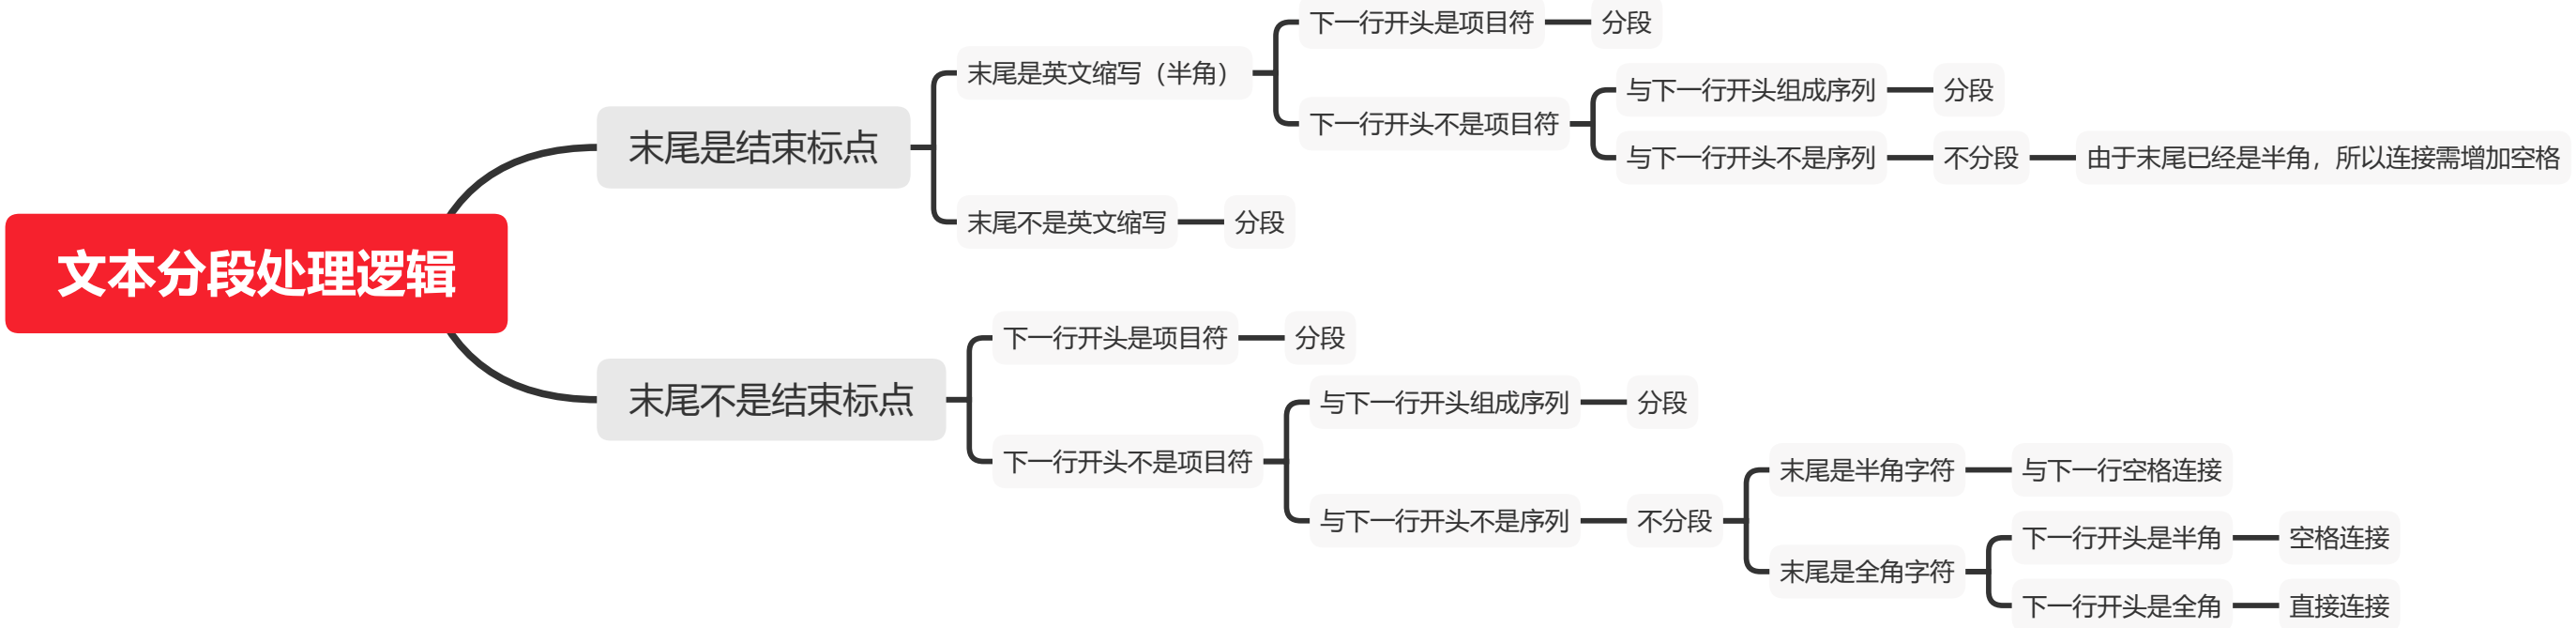 文本分段处理逻辑
末尾是结束标点
末尾是英文缩写（半角）
下一行开头是项目符
分段
下一行开头不是项目符
与下一行开头组成序列
分段
与下一行开头不是序列
不分段
由于末尾已经是半角，所以连接需增加空格
末尾不是英文缩写
分段
末尾不是结束标点
下一行开头是项目符
分段
下一行开头不是项目符
与下一行开头组成序列
分段
与下一行开头不是序列
不分段
末尾是半角字符
与下一行空格连接
末尾是全角字符
下一行开头是半角
空格连接
下一行开头是全角
直接连接